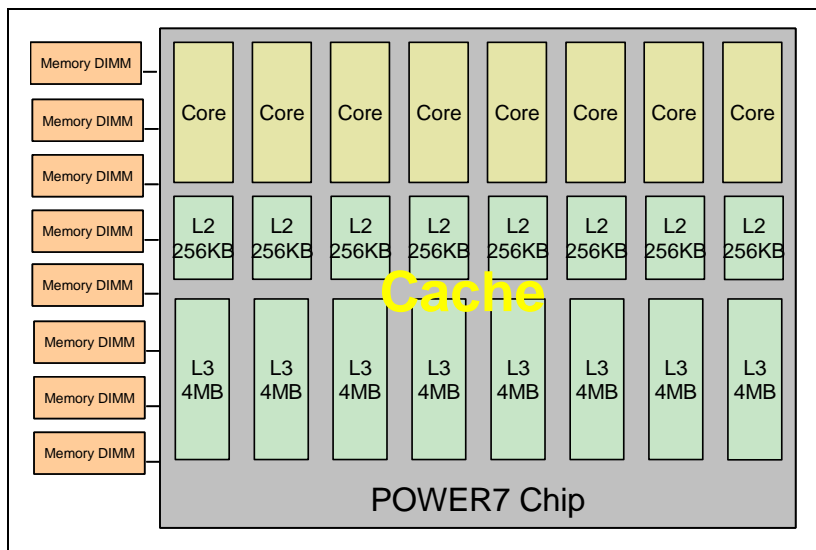 Memory DIMM
Memory DIMM
Memory DIMM
Memory DIMM
Memory DIMM
Memory DIMM
Memory DIMM
Memory DIMM
Core Core Core Core Core Core Core Core
L2 L2 L2 L2 L2 L2 L2 L2
256KB 256KB 256KB 256KB 256KB 256KB 256KB 256KB
Cache
L3 L3 L3 L3 L3 L3 L3 L3
4MB 4MB 4MB 4MB 4MB 4MB 4MB 4MB
POWER7 Chip